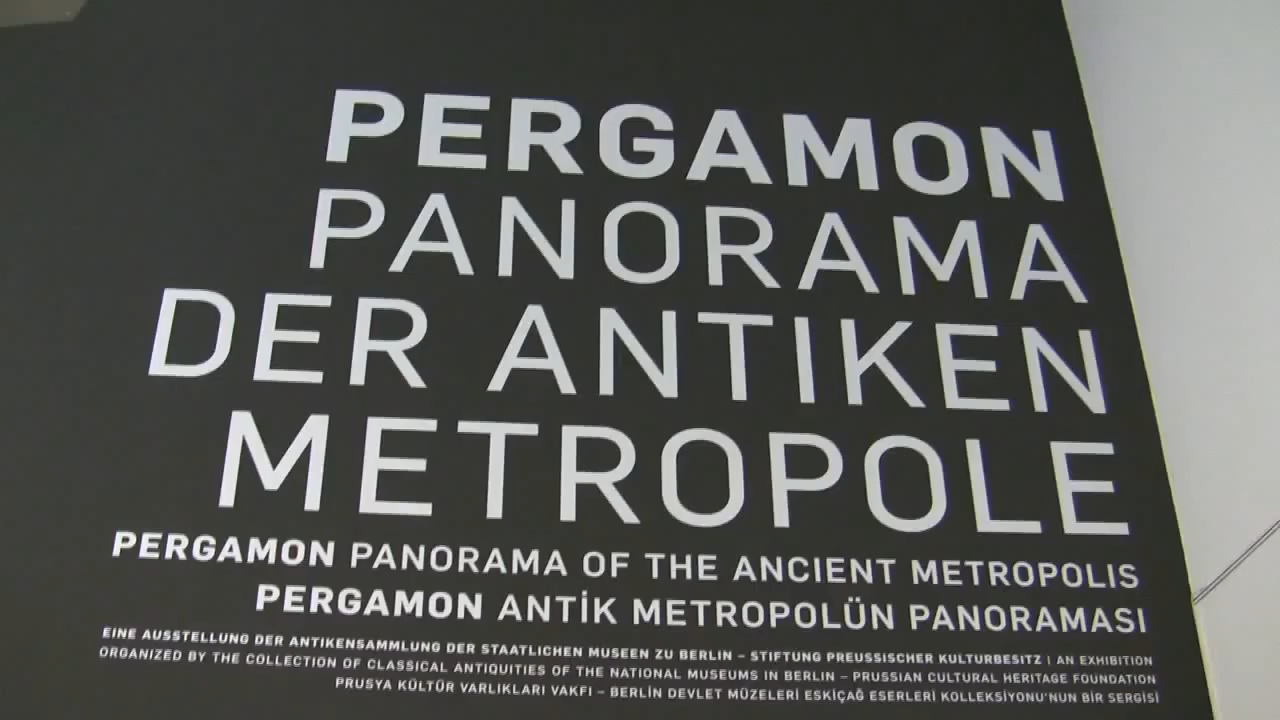 PERGAMON
PANORAMA
DER ANTIKEN
METROPOLE
PERGAMON PANORAMA OF THE ANCIENT METROPOLIS
PERGAMON ANTİK METROPOLÜN PANORAMASI
EINE AUSSTELLUNG DER ANTIKENSAMMLUNG DER STAATLICHEN MUSEEN ZU BERLIN – STIFTUNG PREUSSISCHER KULTURBESITZ | AN EXHIBITION
ORGANIZED BY THE COLLECTION OF CLASSICAL ANTIQUITIES OF THE NATIONAL MUSEUMS IN BERLIN – PRUSSIAN CULTURAL HERITAGE FOUNDATION
PRUSYA KÜLTÜR VARLIKLARI VAKFI – BERLİN DEVLET MÜZELERİ ESKİÇAĞ ESERLERİ KOLLEKSİYONU'NUN BİR SERGİSİ